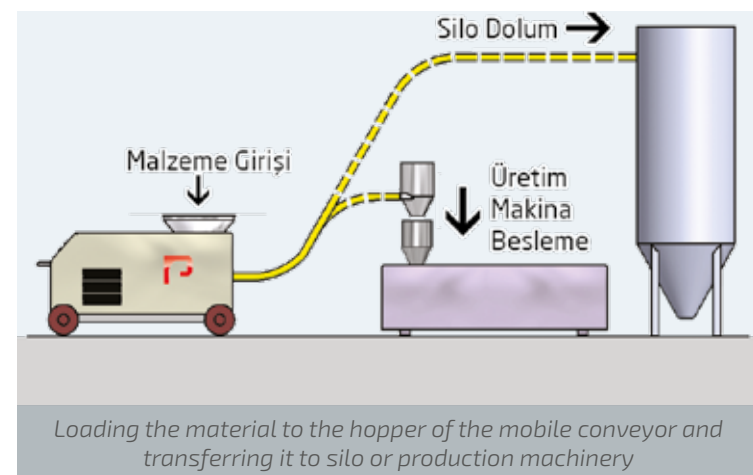 Silo Dolum
Malzeme Girişi
Üretim
Makina
Besleme
Loading the material to the hopper of the mobile conveyor and
transferring it to silo or production machinery